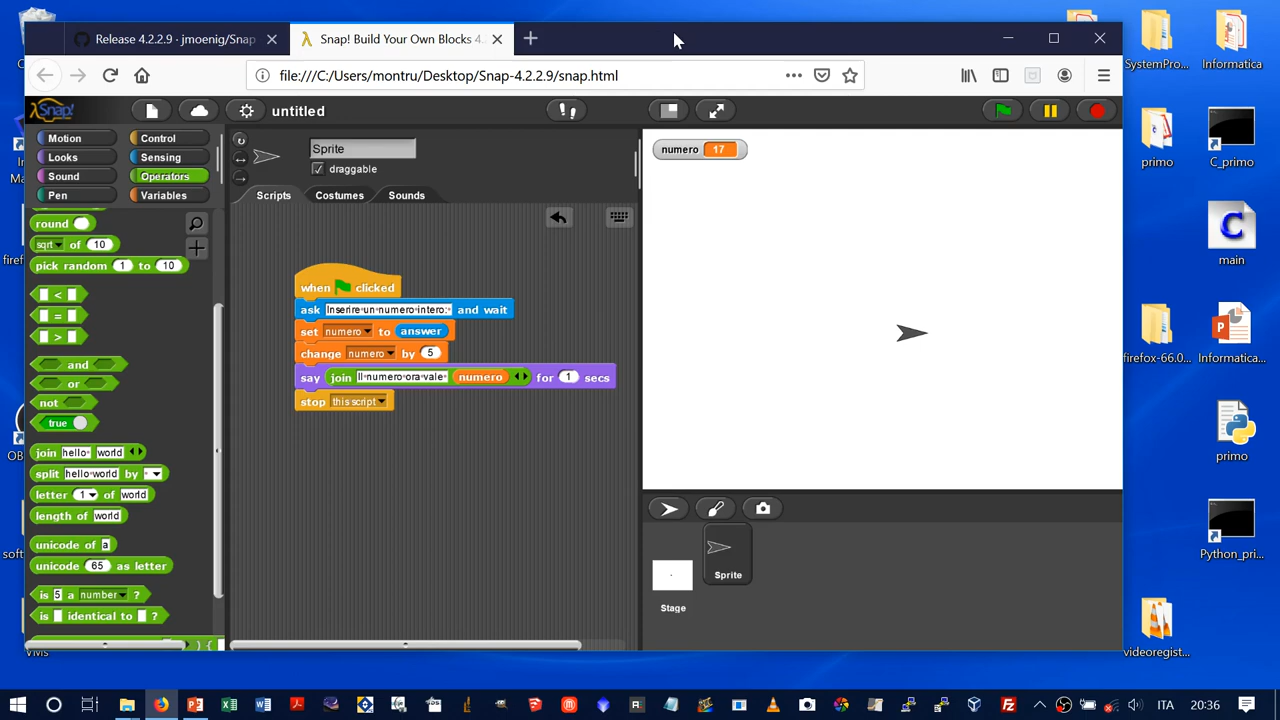 Release 4.2.2.9 · jmoenig/Snap
Snap! Build Your Own Blocks 4.
file:///C:/Users/montru/Desktop/Snap-4.2.2.9/snap.html
Snap!
untitled
Motion
Control
Looks
Sensing
Sound
Operators
Pen
Variables
Sprite
draggable
Scripts
Costumes
Sounds
round
sqrt of 10
pick random 1 to 10
<
=
>
and
or
not
true
join hello world
split hello world by
letter 1 of world
length of world
unicode of a
unicode 65 as letter
is 5 a number ?
is identical to ?
when clicked
ask Inserire un numero intero: and wait
set numero to answer
change numero by 5
say join Il numero ora vale numero for 1 secs
stop this script
numero 17
Stage
Sprite
SystemPro...
Informatica
primo
C_primo
main
firefox-66.0...
Informatica...
primo
Python_pri...
videoregist...
VMs
ITA
20:36